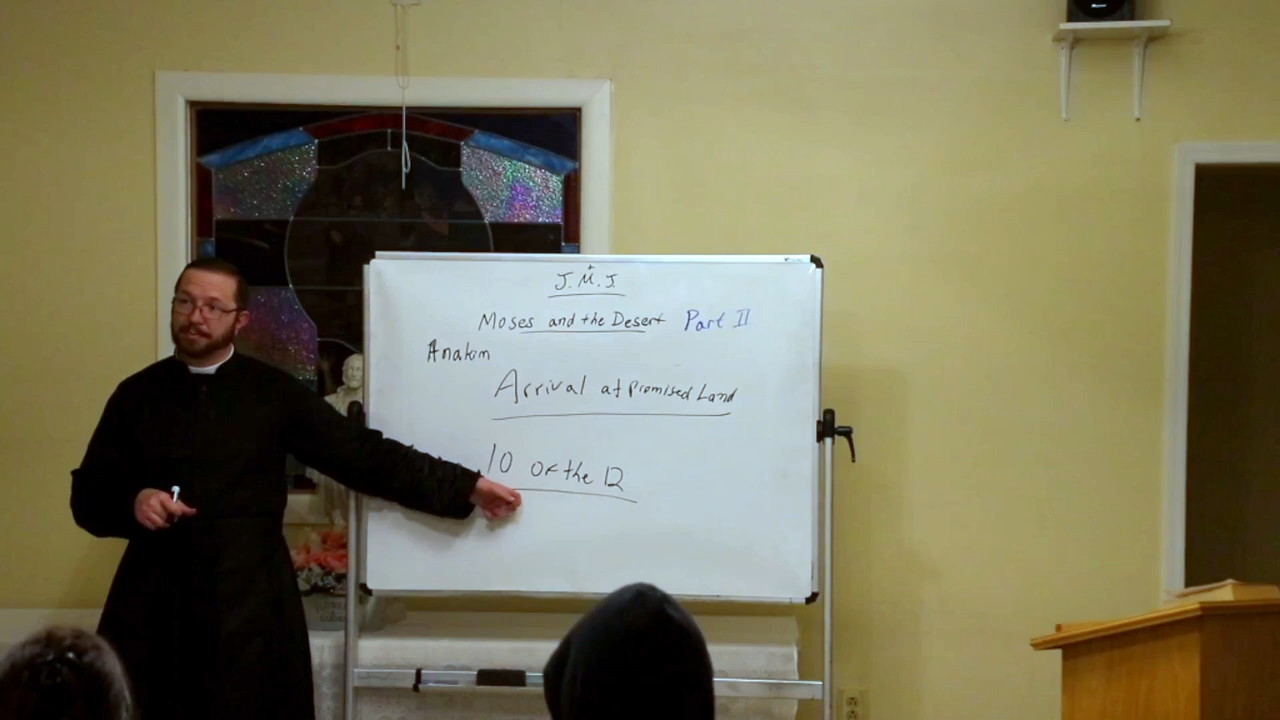 J.M.J.
Moses and the Desert Part II
Anakim
Arrival at Promised Land
10 of the 12